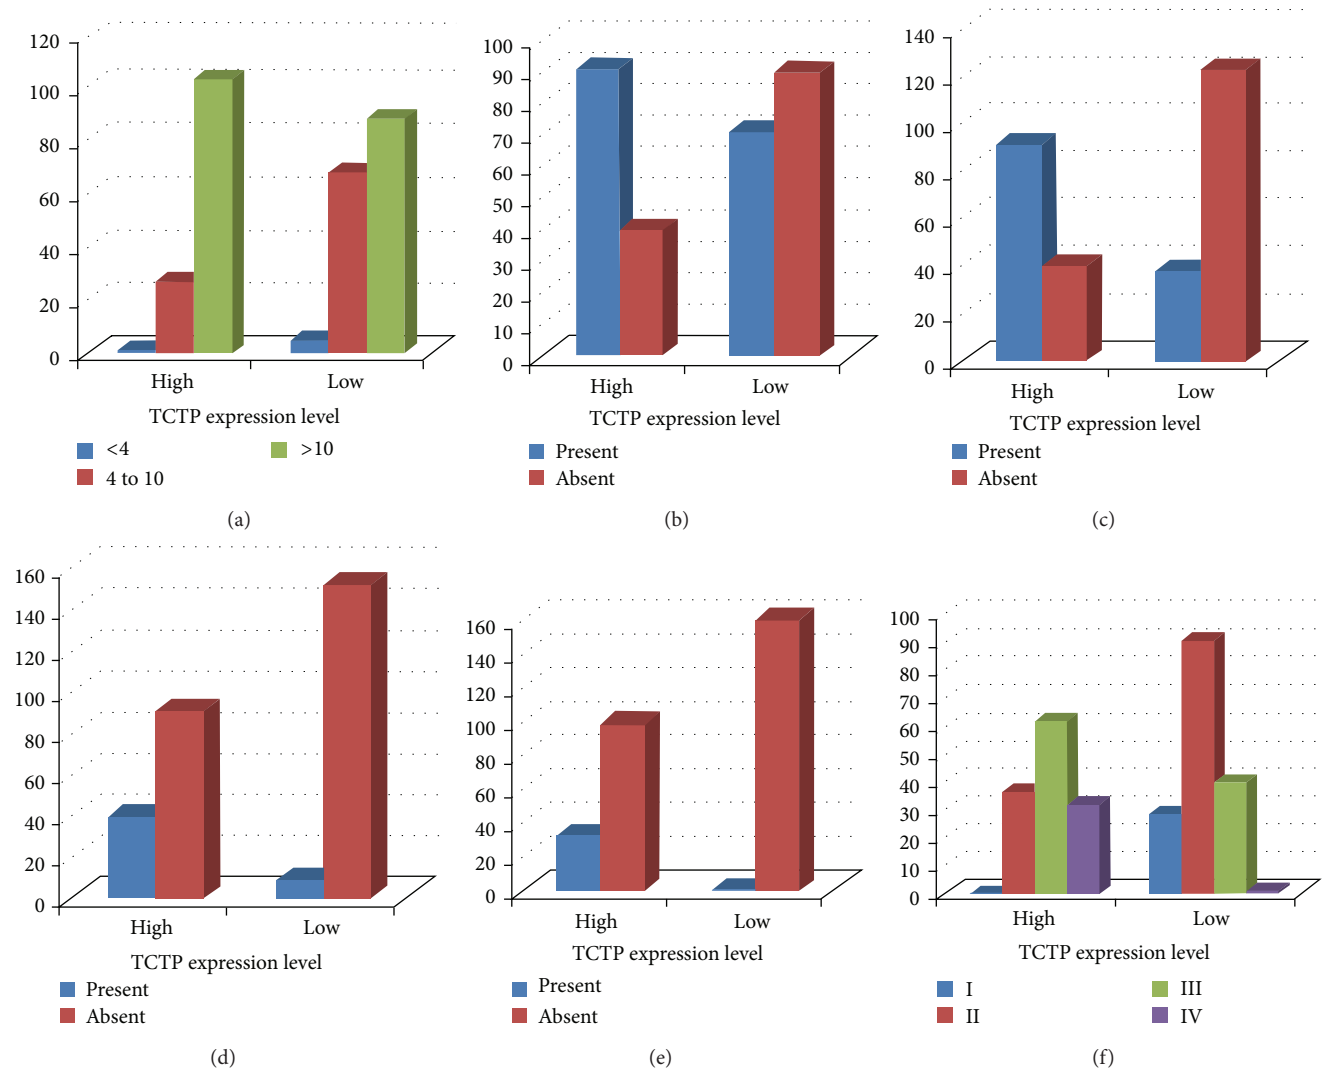 120
100
80
60
40
20
0
High
Low
TCTP expression level
<4
>10
4 to 10
(a)
100
90
80
70
60
50
40
30
20
10
0
High
Low
TCTP expression level
Present
Absent
(b)
140
120
100
80
60
40
20
0
High
Low
TCTP expression level
Present
Absent
(c)
160
140
120
100
80
60
40
20
0
High
Low
TCTP expression level
Present
Absent
(d)
160
140
120
100
80
60
40
20
0
High
Low
TCTP expression level
Present
Absent
(e)
100
90
80
70
60
50
40
30
20
10
0
High
Low
TCTP expression level
I
III
II
IV
(f)